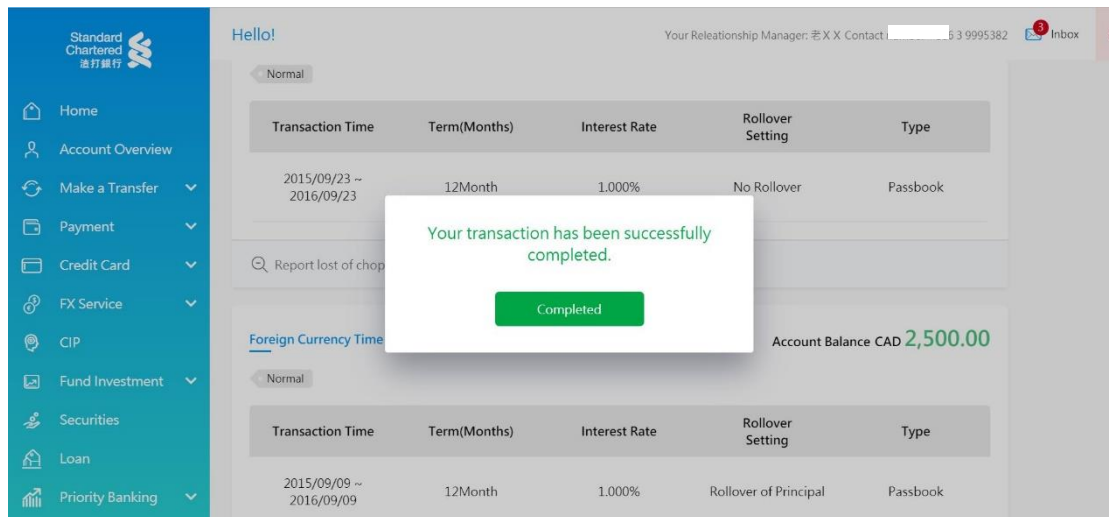 Standard
Chartered
渣打銀行
Home
Account Overview
Make a Transfer
Payment
Credit Card
FX Service
CIP
Fund Investment
Securities
Loan
Priority Banking
Hello!
Your Releationship Manager: 老 X X Contact 6 3 9995382
3
Inbox
Normal
Transaction Time Term(Months) Interest Rate Rollover Setting Type
2015/09/23 ~
2016/09/23
12Month 1.000% No Rollover Passbook
Your transaction has been successfully
completed.
Completed
Report lost of chop
Foreign Currency Time
Account Balance CAD 2,500.00
Normal
Transaction Time Term(Months) Interest Rate Rollover Setting Type
2015/09/09 ~
2016/09/09
12Month 1.000% Rollover of Principal Passbook